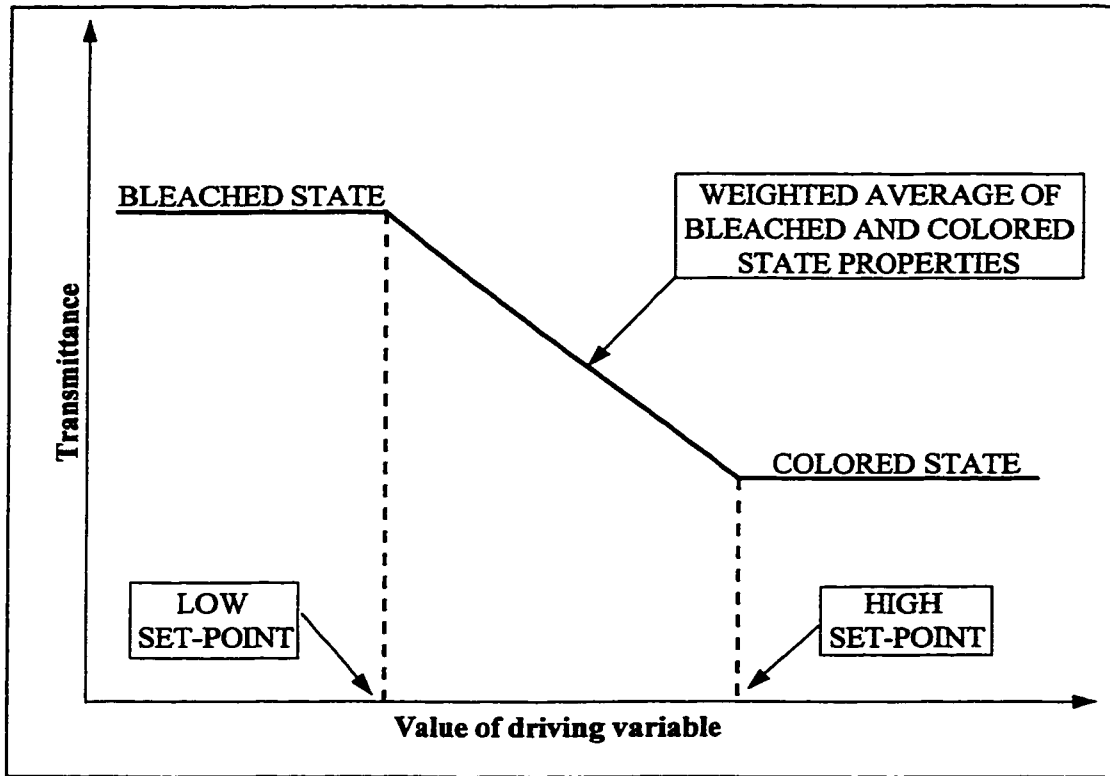 BLEACHED STATE
WEIGHTED AVERAGE OF
BLEACHED AND COLORED
STATE PROPERTIES
Transmittance
COLORED STATE
LOW
SET-POINT
HIGH
SET-POINT
Value of driving variable